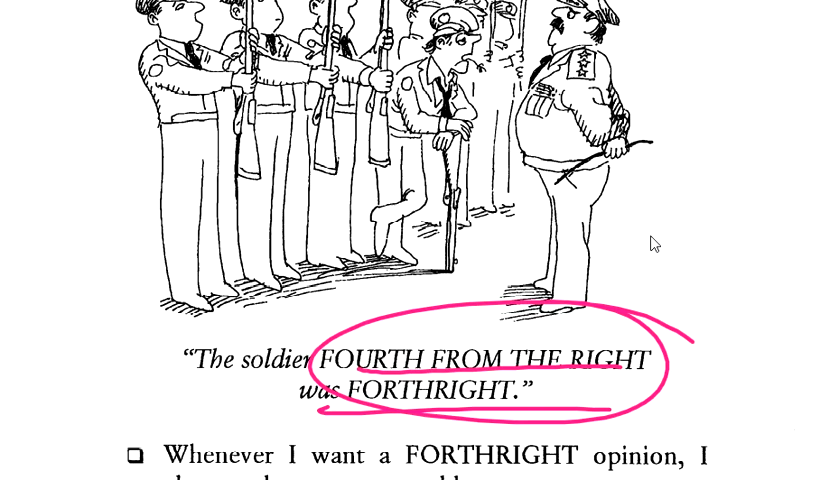 “The soldier FOURTH FROM THE RIGHT
was FORTHRIGHT.”
❑ Whenever I want a FORTHRIGHT opinion, I